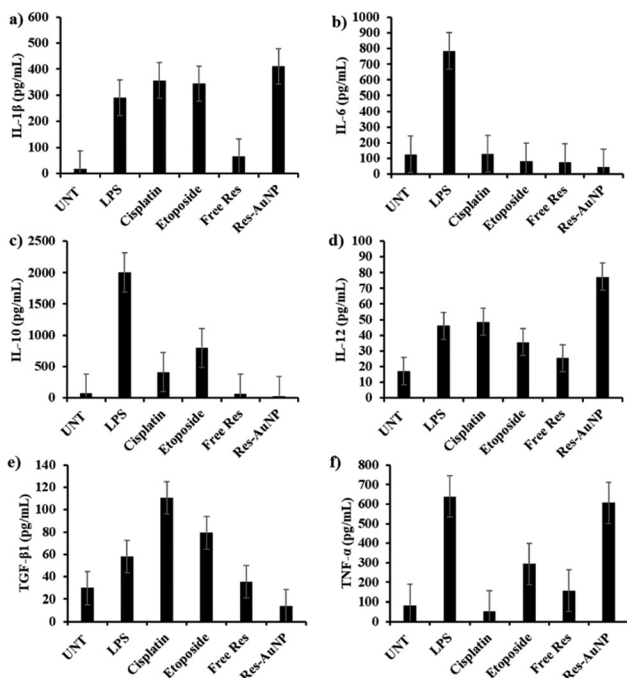 a)
IL-1β (pg/mL)
600
500
400
300
200
100
0
UNT
LPS
Cisplatin
Etoposide
Free Res
Res-AuNP
b)
IL-6 (pg/mL)
1000
900
800
700
600
500
400
300
200
100
0
UNT
LPS
Cisplatin
Etoposide
Free Res
Res-AuNP
c)
IL-10 (pg/mL)
2500
2000
1500
1000
500
0
UNT
LPS
Cisplatin
Etoposide
Free Res
Res-AuNP
d)
IL-12 (pg/mL)
90
80
70
60
50
40
30
20
10
0
UNT
LPS
Cisplatin
Etoposide
Free Res
Res-AuNP
e)
TGF-β1 (pg/mL)
140
120
100
80
60
40
20
0
UNT
LPS
Cisplatin
Etoposide
Free Res
Res-AuNP
f)
TNF-α (pg/mL)
800
700
600
500
400
300
200
100
0
UNT
LPS
Cisplatin
Etoposide
Free Res
Res-AuNP